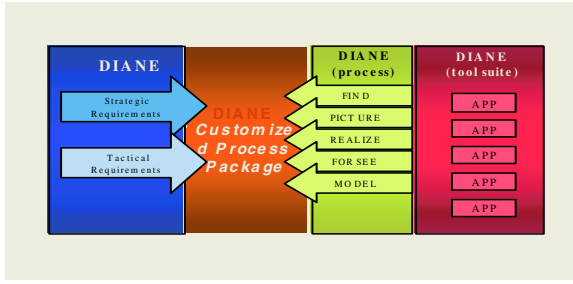 DIANE
Strategic
Requirements
Tactical
Requirements
DIANE
Customize
d Process
Package
DIANE
(process)
FIND
PICTURE
REALIZE
FORSEE
MODEL
DIANE
(tool suite)
APP
APP
APP
APP
APP